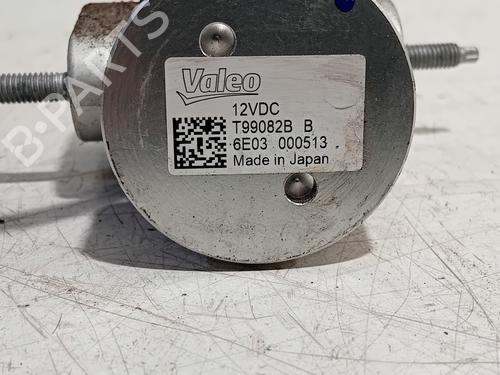 B-PARTS
Valeo
12VDC
T99082B B
6E03 000513
Made in Japan